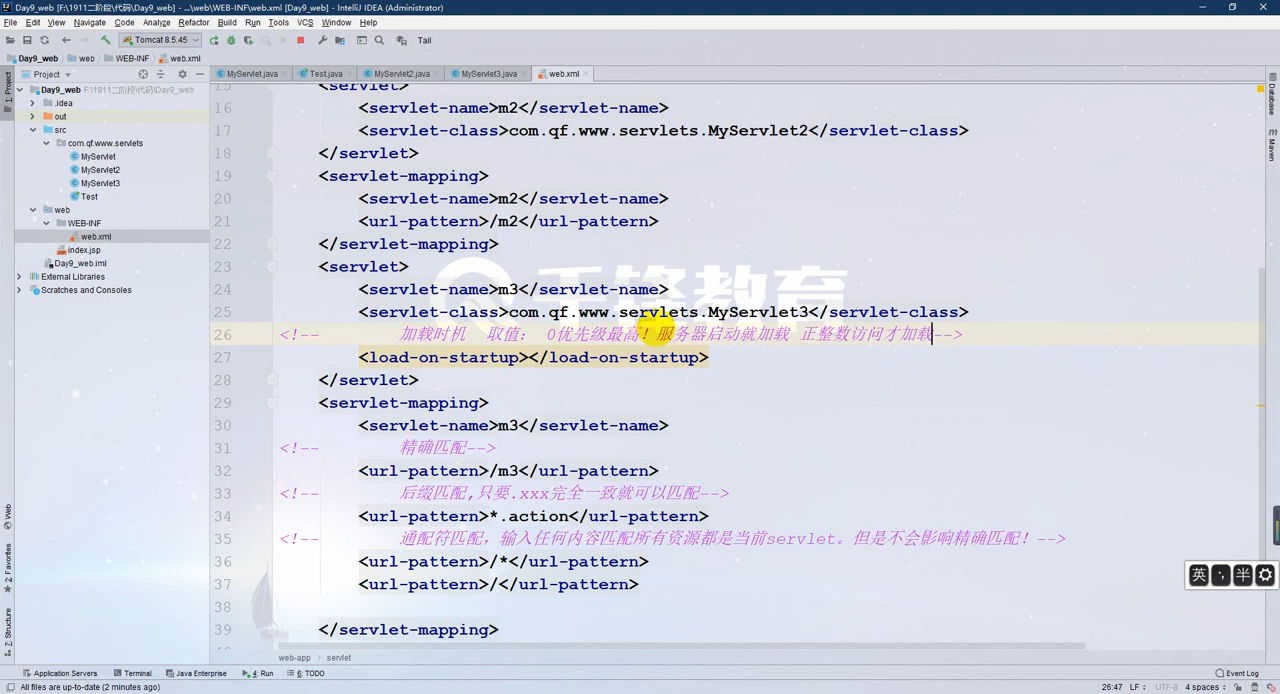 Day9_web [F:\1911二阶段\代码\Day9_web] - ...\web\WEB-INF\web.xml [Day9_web] - IntelliJ IDEA (Administrator)
File Edit View Navigate Code Analyze Refactor Build Run Tools VCS Window Help
Tomcat 8.5.45 Tail
Day9_web web WEB-INF web.xml
Project MyServlet.java Test.java MyServlet2.java MyServlet3.java web.xml
Day9_web F:\1911二阶段\代码\Day9_web
.idea
out
src
com.qf.www.servlets
MyServlet
MyServlet2
MyServlet3
Test
web
WEB-INF
web.xml
index.jsp
Day9_web.iml
External Libraries
Scratches and Consoles
1: Project
Web
2: Favorites
7: Structure
15 <servlet>
16 <servlet-name>m2</servlet-name>
17 <servlet-class>com.qf.www.servlets.MyServlet2</servlet-class>
18 </servlet>
19 <servlet-mapping>
20 <servlet-name>m2</servlet-name>
21 <url-pattern>/m2</url-pattern>
22 </servlet-mapping>
23 <servlet>
24 <servlet-name>m3</servlet-name>
25 <servlet-class>com.qf.www.servlets.MyServlet3</servlet-class>
26 <!-- 加载时机 取值： 0优先级最高！服务器启动就加载 正整数访问才加载-->
27 <load-on-startup></load-on-startup>
28 </servlet>
29 <servlet-mapping>
30 <servlet-name>m3</servlet-name>
31 <!-- 精确匹配-->
32 <url-pattern>/m3</url-pattern>
33 <!-- 后缀匹配,只要.xxx完全一致就可以匹配-->
34 <url-pattern>*.action</url-pattern>
35 <!-- 通配符匹配，输入任何内容匹配所有资源都是当前servlet。但是不会影响精确匹配！-->
36 <url-pattern>/*</url-pattern>
37 <url-pattern>/</url-pattern>
38
39 </servlet-mapping>
千锋教育
Database
Maven
英 ·, 半
web-app servlet
Application Servers Terminal Java Enterprise 4: Run 6: TODO Event Log
All files are up-to-date (2 minutes ago) 26:47 LF UTF-8 4 spaces